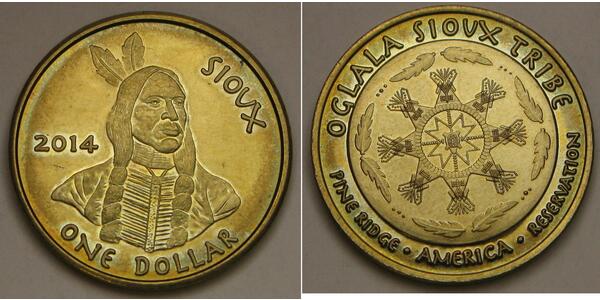 SIOUX
2014
ONE DOLLAR
OGLALA SIOUX TRIBE
PINE RIDGE • AMERICA • RESERVATION